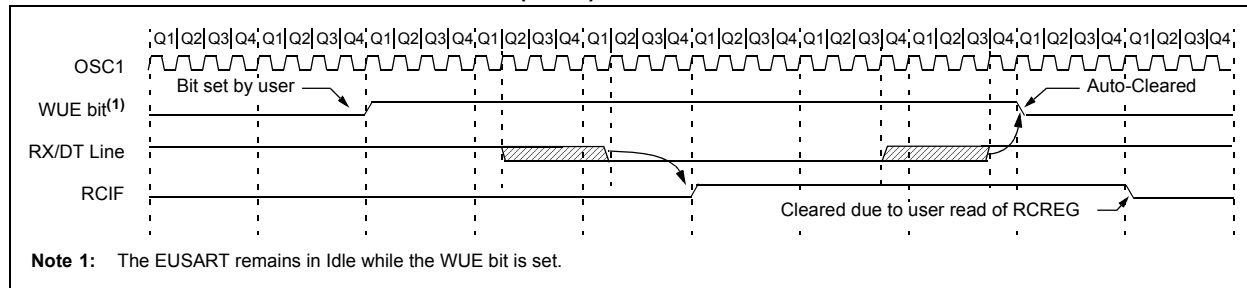 Q1 Q2 Q3 Q4 Q1 Q2 Q3 Q4 Q1 Q2 Q3 Q4 Q1 Q2 Q3 Q4 Q1 Q2 Q3 Q4 Q1 Q2 Q3 Q4 Q1 Q2 Q3 Q4 Q1 Q2 Q3 Q4 Q1 Q2 Q3 Q4 Q1 Q2 Q3 Q4
OSC1
Bit set by user
Auto-Cleared
WUE bit(1)
RX/DT Line
RCIF
Cleared due to user read of RCREG
Note 1: The EUSART remains in Idle while the WUE bit is set.